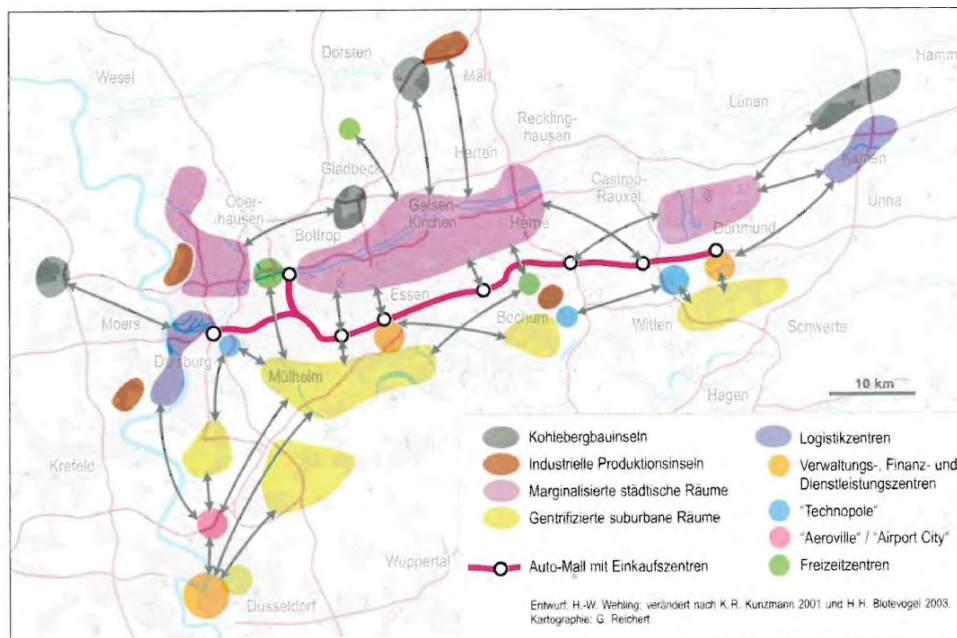 Hamm
Dorsten
Marl
Wesel
Lünen
Reckling-
hausen
Kamen
Gladbeck
Herten
Castrop-
Rauxel
Unna
Ober-
hausen
Gelsen-
Kirchen
Bottrop
Herne
Dortmund
Essen
Moers
Bochum
Witten
Schwerte
Duisburg
Mülheim
Hagen
10 km
Krefeld
Wuppertal
Düsseldorf
Kohlebergbauinseln
Industrielle Produktionsinseln
Marginalisierte städtische Räume
Gentrifizierte suburbane Räume
Auto-Mall mit Einkaufszentren
Logistikzentren
Verwaltungs-, Finanz- und
Dienstleistungszentren
"Technopole"
"Aeroville" / "Airport City"
Freizeitzentren
Entwurf: H.-W. Wehling; verändert nach K.R. Kunzmann 2001 und H.H. Blotevogel 2003.
Kartographie: G. Reichert